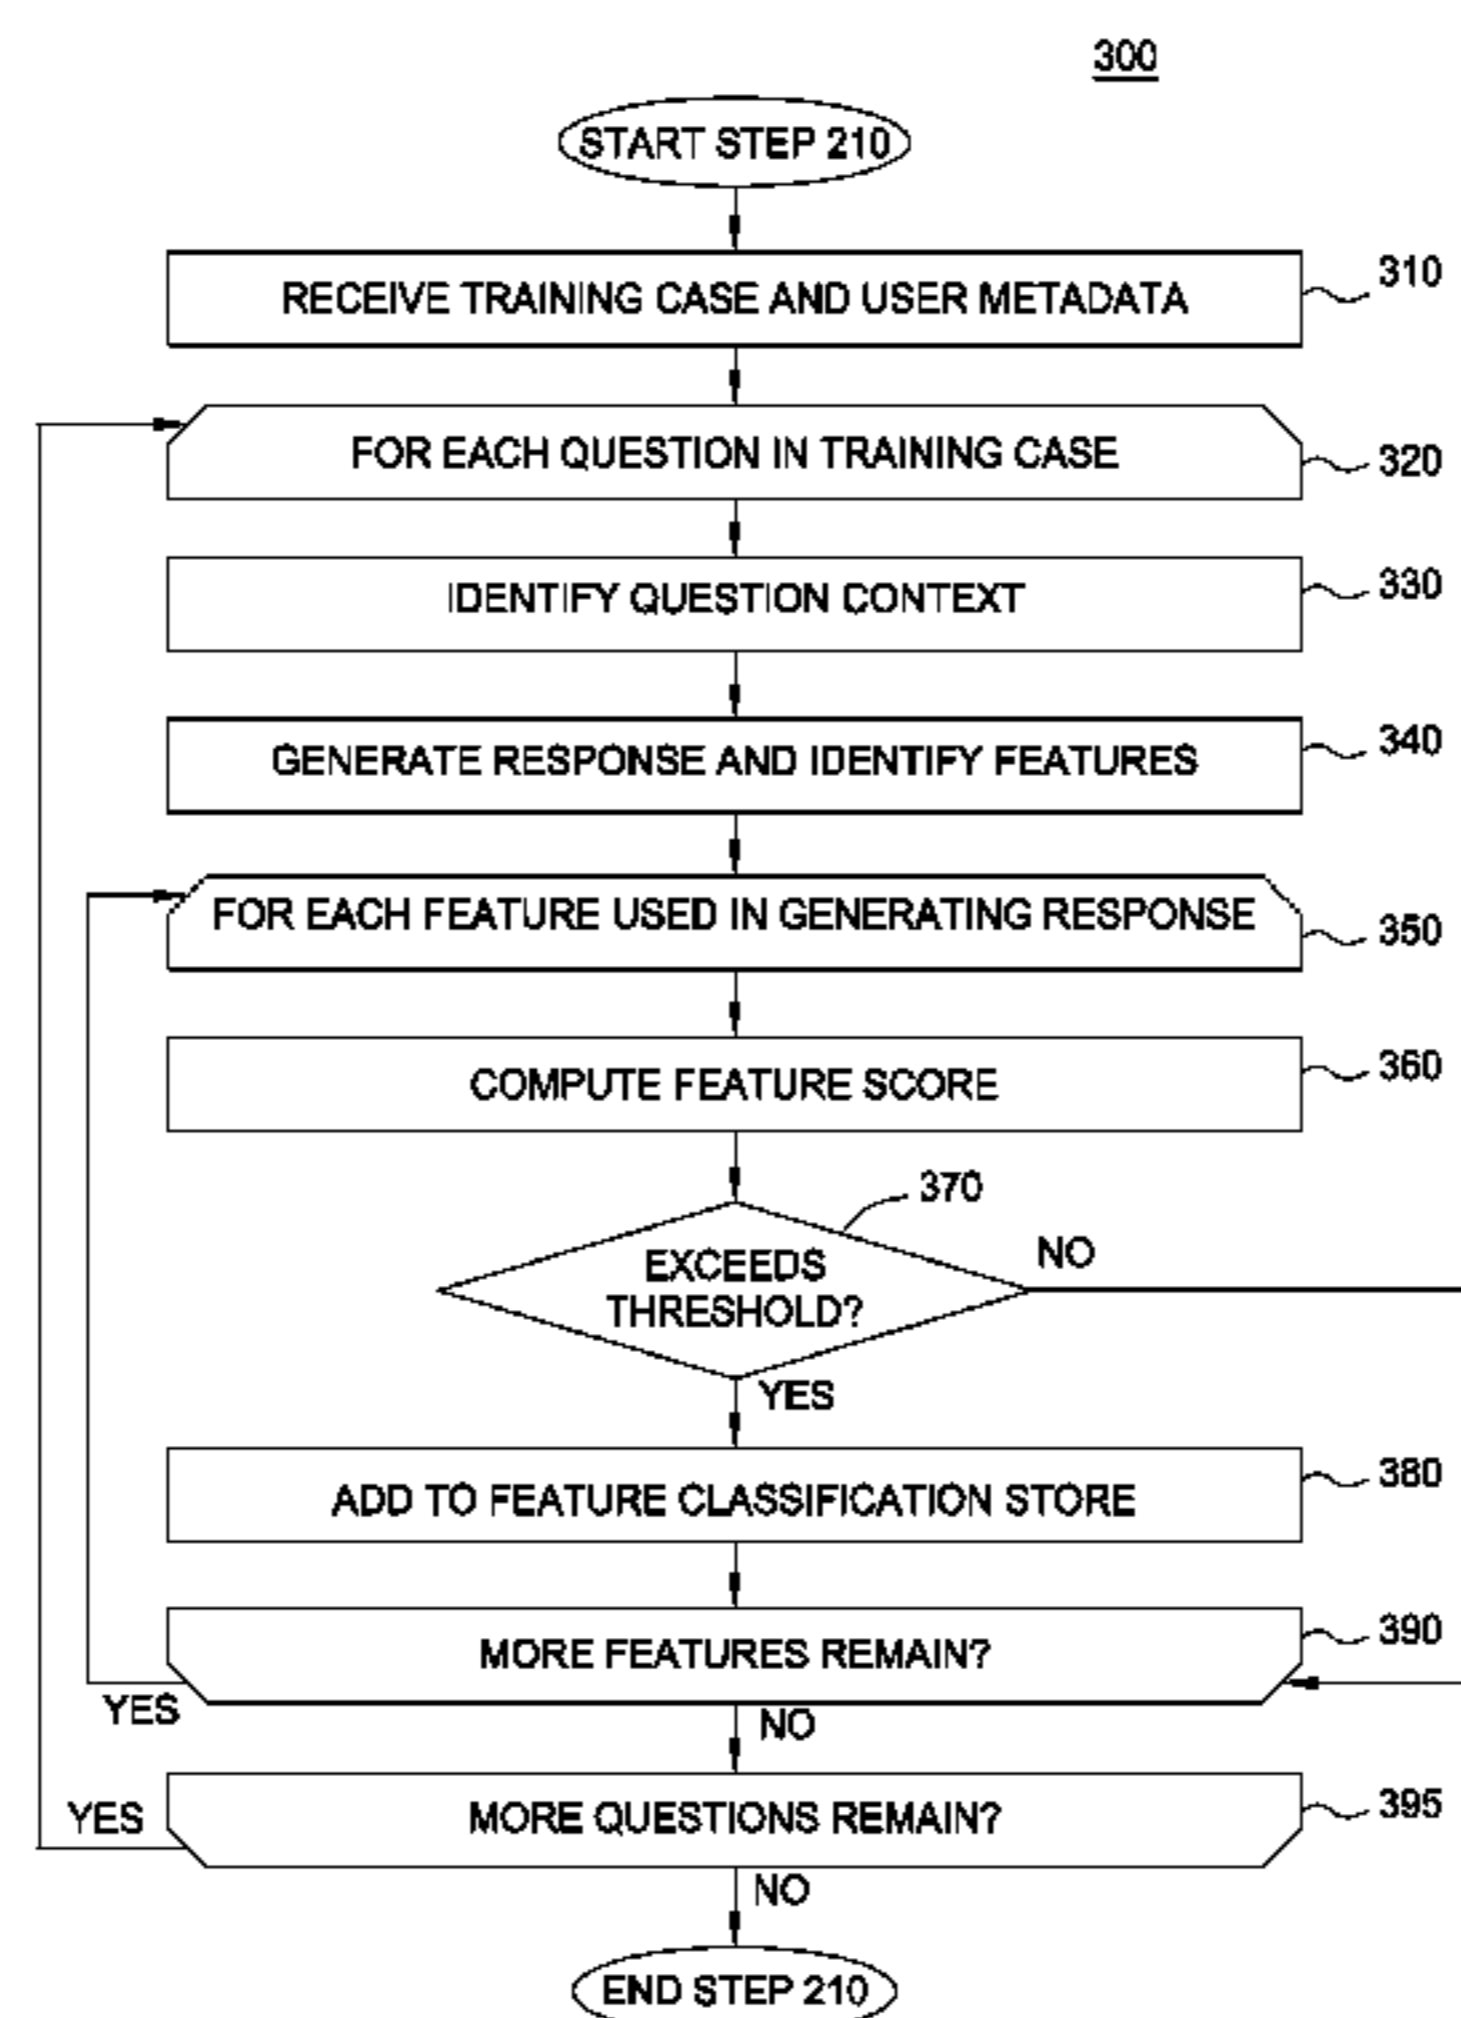 300
START STEP 210
RECEIVE TRAINING CASE AND USER METADATA
310
FOR EACH QUESTION IN TRAINING CASE
320
IDENTIFY QUESTION CONTEXT
330
GENERATE RESPONSE AND IDENTIFY FEATURES
340
FOR EACH FEATURE USED IN GENERATING RESPONSE
350
COMPUTE FEATURE SCORE
360
370
EXCEEDS
THRESHOLD?
NO
YES
ADD TO FEATURE CLASSIFICATION STORE
380
MORE FEATURES REMAIN?
390
YES
NO
MORE QUESTIONS REMAIN?
395
YES
NO
END STEP 210